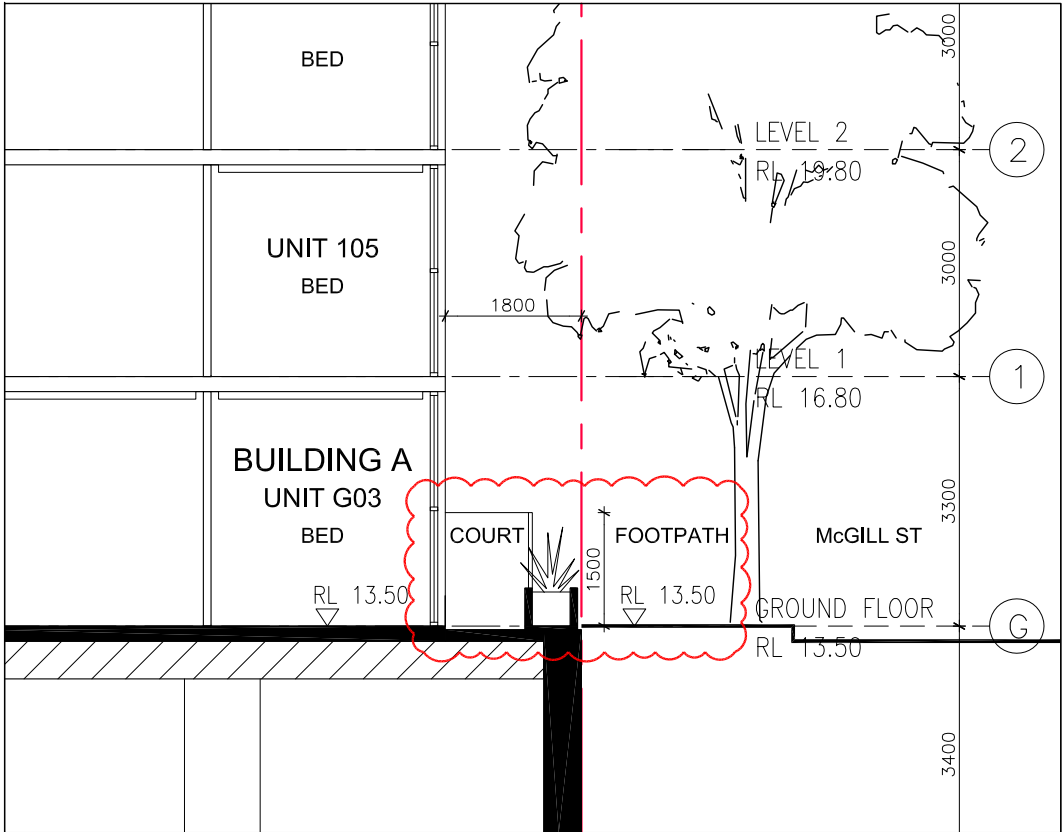 3000
BED
LEVEL 2
2
RL 19.80
UNIT 105
BED
3000
1800
LEVEL 1
1
RL 16.80
BUILDING A
UNIT G03
BED
COURT
1500
FOOTPATH
McGILL ST
3300
RL 13.50
RL 13.50
GROUND FLOOR
G
RL 13.50
3400